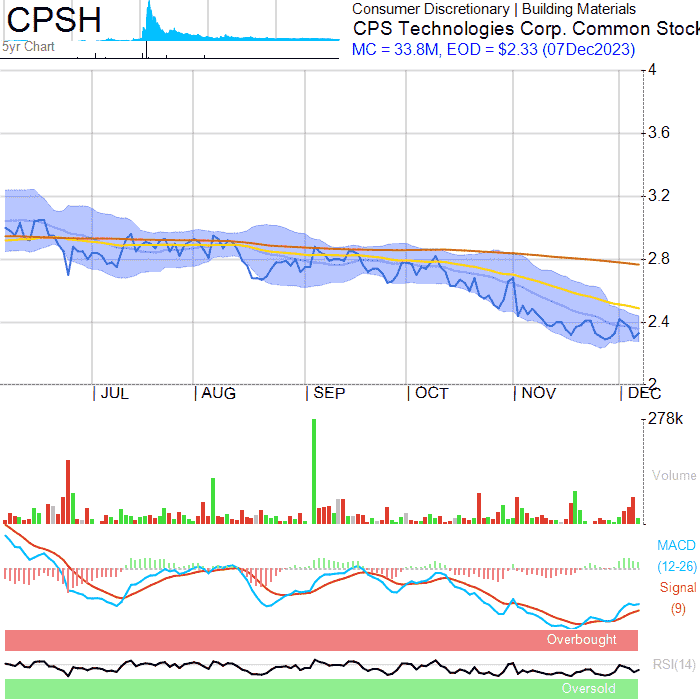 CPSH
5yr Chart
Consumer Discretionary | Building Materials
CPS Technologies Corp. Common Stock
MC = 33.8M, EOD = $2.33 (07Dec2023)
4
3.6
3.2
2.8
2.4
2
JUL
AUG
SEP
OCT
NOV
DEC
278k
Volume
MACD
(12-26)
Signal
(9)
Overbought
RSI(14)
Oversold